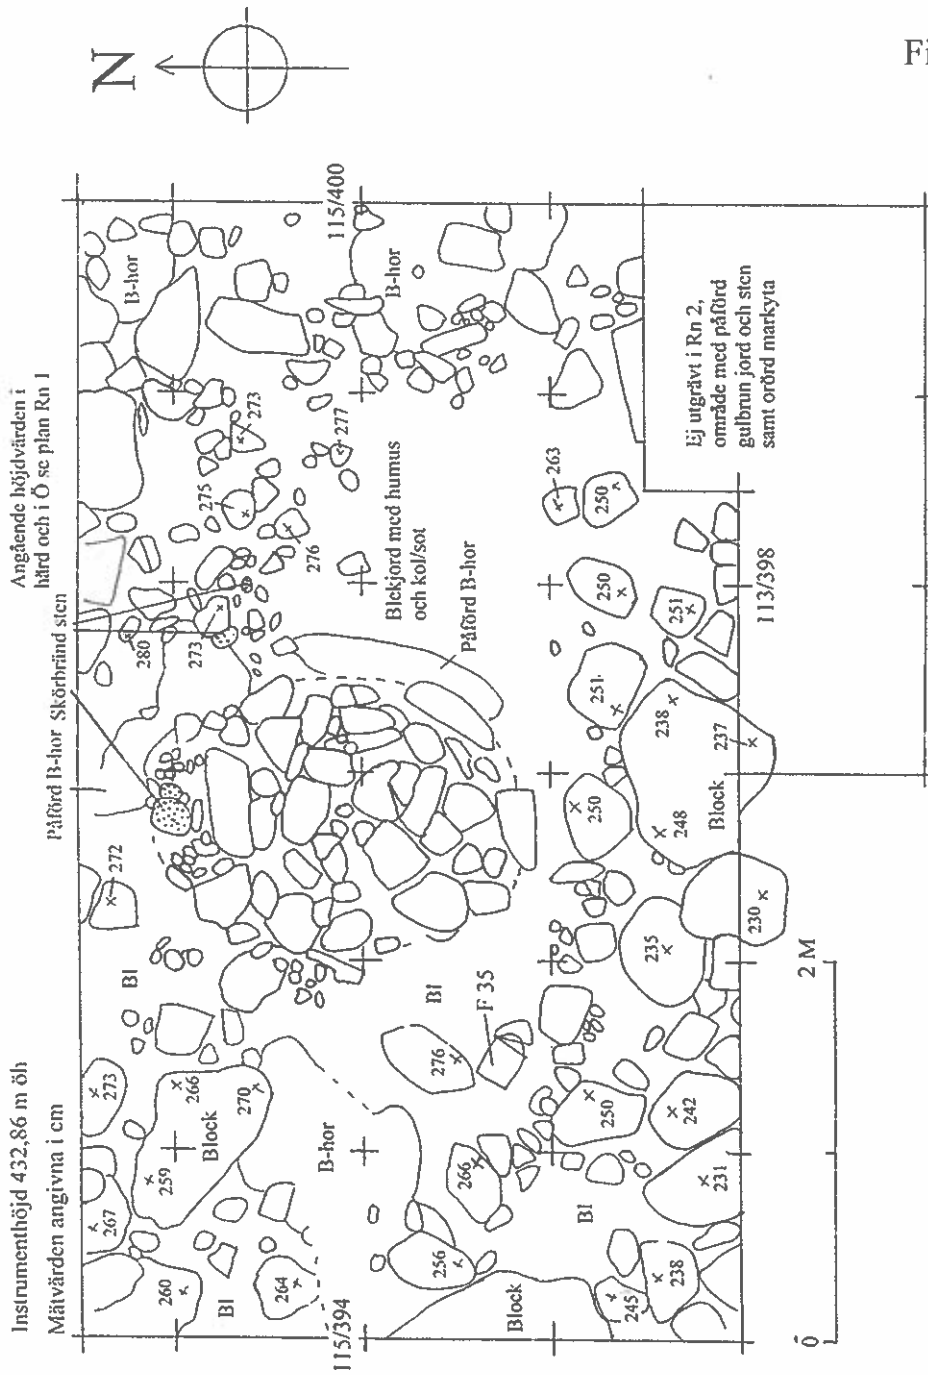 Fi
N
Instrumenthöjd 432,86 m öh
Mätvärden angivna i cm
Angående höjdvärden i
härd och i Ö se plan Rn 1
Påförd B-hor Skörbränd sten
267
273
272
280
B-hor
260
259
266
Block
270
Bl
273
275
273
276
277
Bl
264
B-hor
115/394
115/400
B-hor
Blekjord med humus
och kol/sot
Påförd B-hor
256
266
276
Bl
F 35
263
250
250
251
251
250
238
237
248
Block
Ej utgrävt i Rn 2,
område med påförd
gulbrun jord och sten
samt orörd markyta
Block
245
238
Bl
231
250
242
235
230
113/398
0
2 M